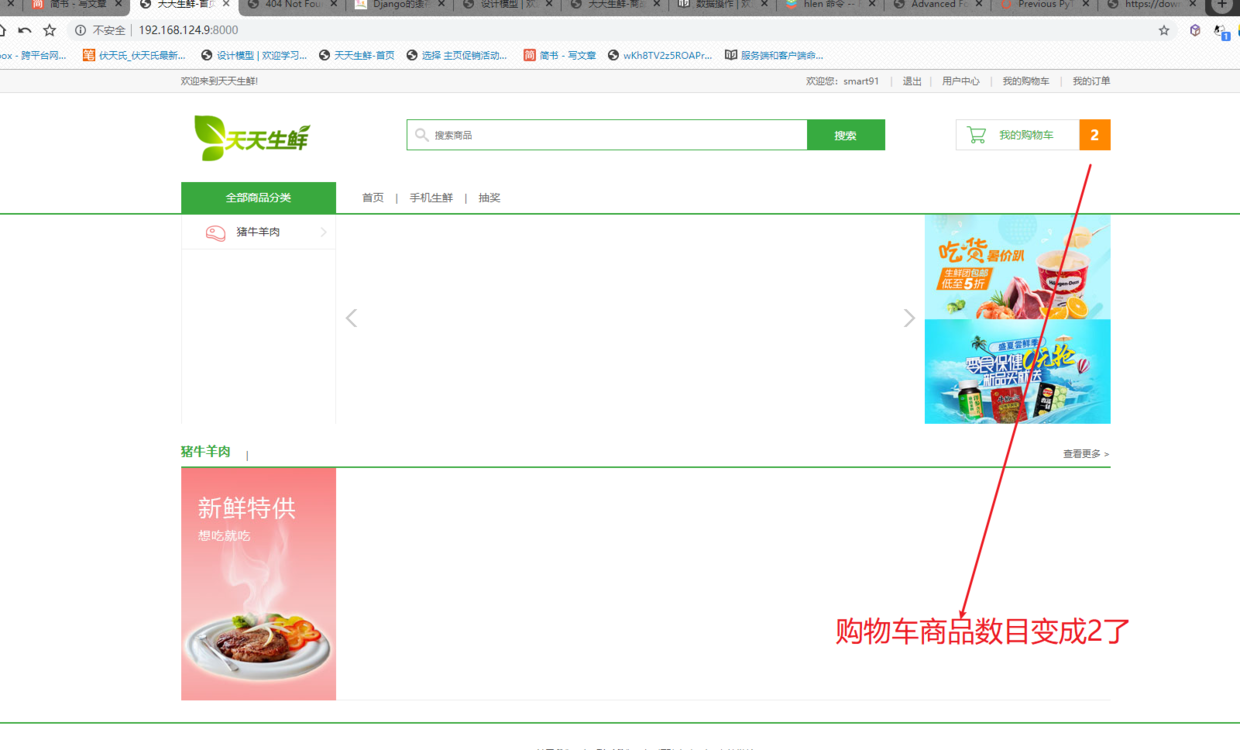 简书 - 写文章
天天生鲜-首页
404 Not Fou
Django的缓
设计模型 | 欢
天天生鲜-商
数据操作 | 欢
hlen 命令 --
Advanced F
Previous PyT
https://dow
不安全 | 192.168.124.9:8000
ox - 跨平台网...
伏天氏_伏天氏最新...
设计模型 | 欢迎学习...
天天生鲜-首页
选择 主页促销活动...
简书 - 写文章
wKh8TV2z5ROAPr...
服务端和客户端命...
欢迎来到天天生鲜!
欢迎您: smart91 | 退出 | 用户中心 | 我的购物车 | 我的订单
天天生鲜
搜索商品
搜索
我的购物车
2
全部商品分类
首页 | 手机生鲜 | 抽奖
猪牛羊肉
吃货暑价趴
生鲜团包邮
低至5折
Häagen-Dazs
盛夏尝鲜季
零食保健0元抢
新品买就送
猪牛羊肉 |
查看更多 >
新鲜特供
想吃就吃
购物车商品数目变成2了